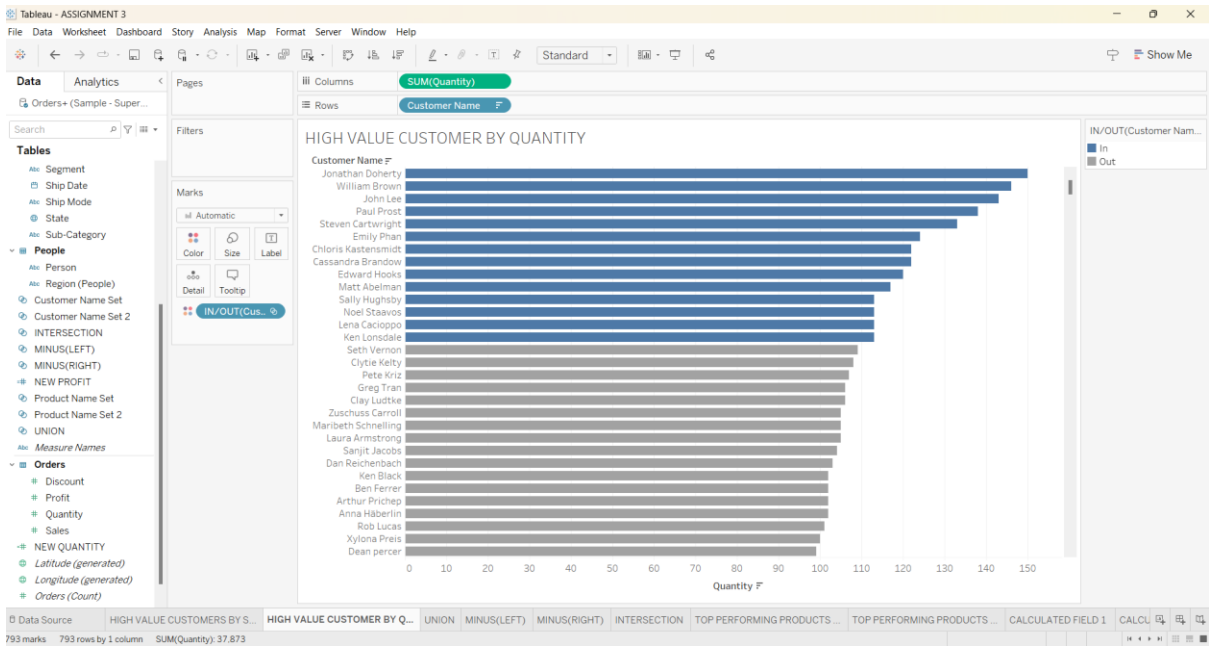 Tableau - ASSIGNMENT 3
File Data Worksheet Dashboard Story Analysis Map Format Server Window Help
Standard
Show Me
Data Analytics
Orders+ (Sample - Super...
Search
Tables
Abc Segment
Ship Date
Abc Ship Mode
State
Abc Sub-Category
People
Abc Person
Abc Region (People)
Customer Name Set
Customer Name Set 2
INTERSECTION
MINUS(LEFT)
MINUS(RIGHT)
=# NEW PROFIT
Product Name Set
Product Name Set 2
UNION
Abc Measure Names
Orders
# Discount
# Profit
# Quantity
# Sales
=# NEW QUANTITY
Latitude (generated)
Longitude (generated)
# Orders (Count)
Pages
Filters
Marks
Automatic
Color Size Label
Detail Tooltip
IN/OUT(Cus..
Columns SUM(Quantity)
Rows Customer Name
HIGH VALUE CUSTOMER BY QUANTITY
Customer Name
Jonathan Doherty
William Brown
John Lee
Paul Prost
Steven Cartwright
Emily Phan
Chloris Kastensmidt
Cassandra Brandow
Edward Hooks
Matt Abelman
Sally Hughsby
Noel Staavos
Lena Cacioppo
Ken Lonsdale
Seth Vernon
Clytie Kelty
Pete Kriz
Greg Tran
Clay Ludtke
Zuschuss Carroll
Maribeth Schnelling
Laura Armstrong
Sanjit Jacobs
Dan Reichenbach
Ken Black
Ben Ferrer
Arthur Prichep
Anna Häberlin
Rob Lucas
Xylona Preis
Dean percer
0 10 20 30 40 50 60 70 80 90 100 110 120 130 140 150
Quantity
IN/OUT(Customer Nam...
In
Out
Data Source HIGH VALUE CUSTOMERS BY S... HIGH VALUE CUSTOMER BY Q... UNION MINUS(LEFT) MINUS(RIGHT) INTERSECTION TOP PERFORMING PRODUCTS ... TOP PERFORMING PRODUCTS ... CALCULATED FIELD 1 CALCU
793 marks 793 rows by 1 column SUM(Quantity): 37,873